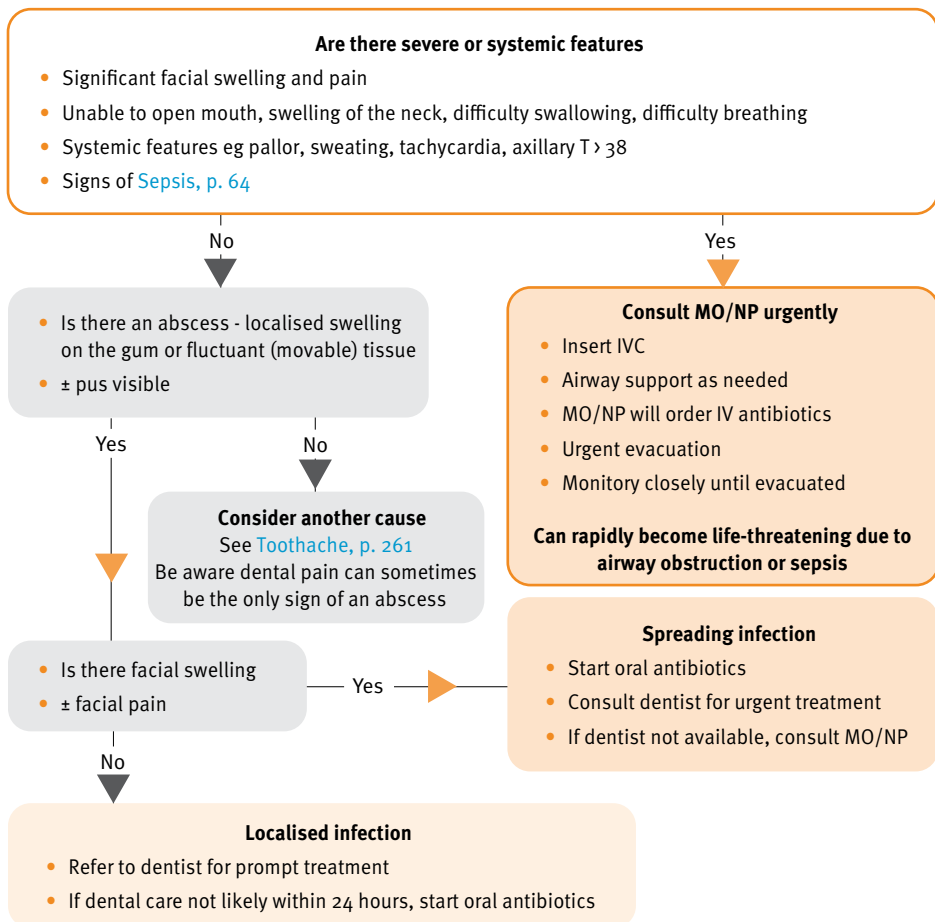 Are there severe or systemic features
• Significant facial swelling and pain
• Unable to open mouth, swelling of the neck, difficulty swallowing, difficulty breathing
• Systemic features eg pallor, sweating, tachycardia, axillary T > 38
• Signs of Sepsis, p. 64
No
Yes
• Is there an abscess - localised swelling
on the gum or fluctuant (movable) tissue
• ± pus visible
Consult MO/NP urgently
• Insert IVC
• Airway support as needed
• MO/NP will order IV antibiotics
• Urgent evacuation
• Monitory closely until evacuated
Can rapidly become life-threatening due to
airway obstruction or sepsis
Yes
No
Consider another cause
See Toothache, p. 261
Be aware dental pain can sometimes
be the only sign of an abscess
• Is there facial swelling
• ± facial pain
Yes
Spreading infection
• Start oral antibiotics
• Consult dentist for urgent treatment
• If dentist not available, consult MO/NP
No
Localised infection
• Refer to dentist for prompt treatment
• If dental care not likely within 24 hours, start oral antibiotics